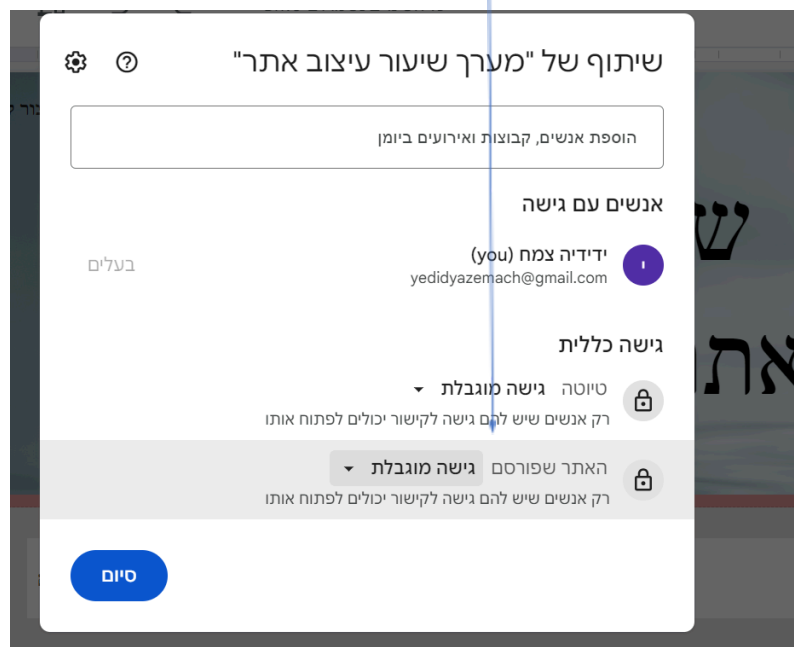 שיתוף של "מערך שיעור עיצוב אתר"
הוספת אנשים, קבוצות ואירועים ביומן
אנשים עם גישה
ידידיה צמח (you)
בעלים
yedidyazemach@gmail.com
י
גישה כללית
טיוטה גישה מוגבלת
רק אנשים שיש להם גישה לקישור יכולים לפתוח אותו
האתר שפורסם גישה מוגבלת
רק אנשים שיש להם גישה לקישור יכולים לפתוח אותו
סיום